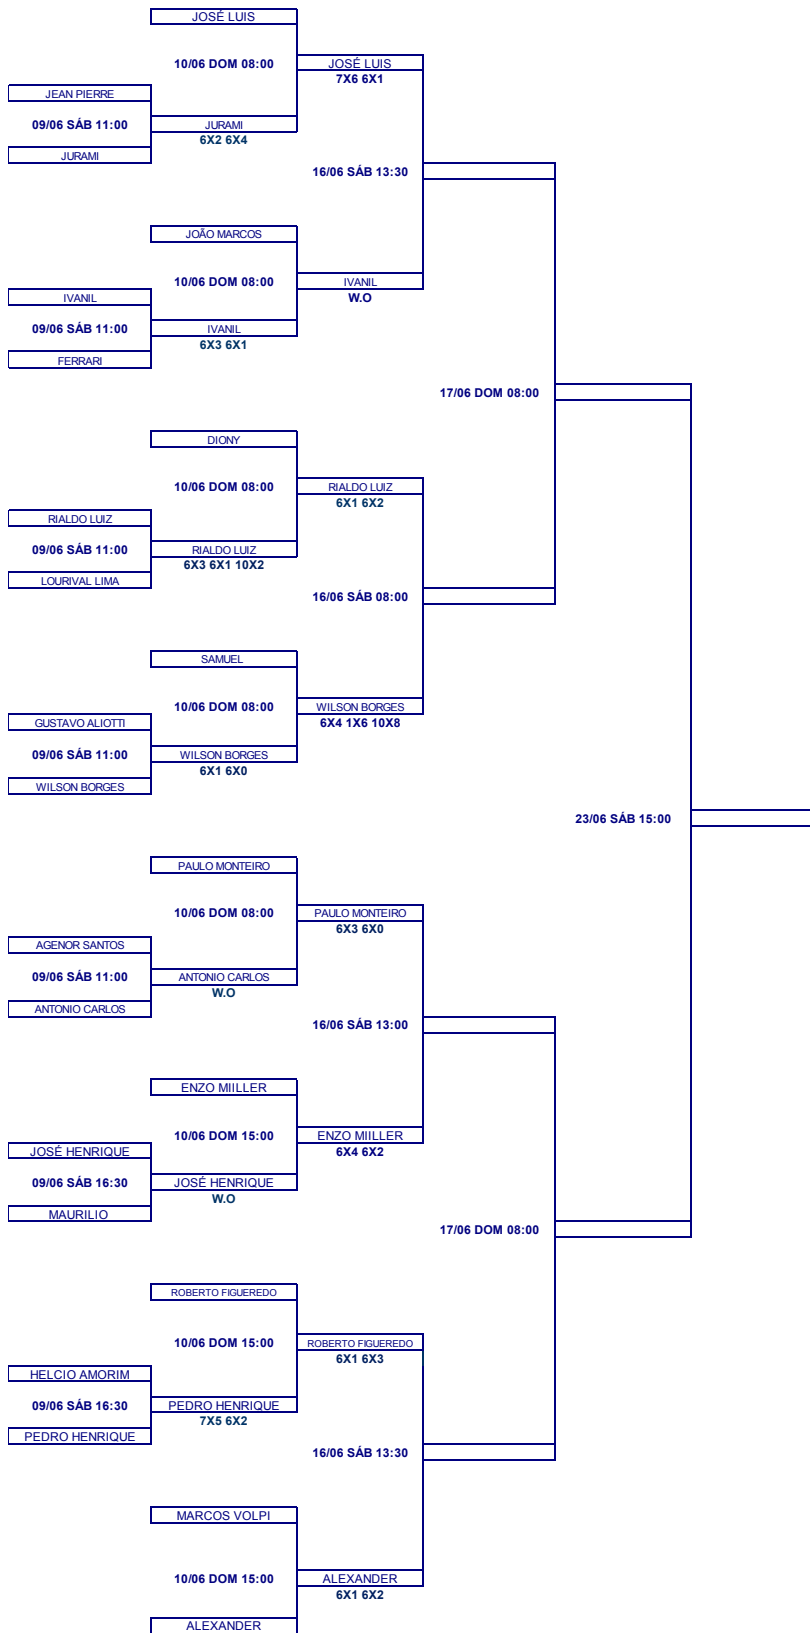 JOSÉ LUIS
10/06 DOM 08:00
JOSÉ LUIS
7X6 6X1
JEAN PIERRE
09/06 SÁB 11:00
JURAMI
6X2 6X4
JURAMI
16/06 SÁB 13:30
JOÃO MARCOS
10/06 DOM 08:00
IVANIL
W.O
IVANIL
09/06 SÁB 11:00
IVANIL
6X3 6X1
FERRARI
17/06 DOM 08:00
DIONY
10/06 DOM 08:00
RIALDO LUIZ
6X1 6X2
RIALDO LUIZ
09/06 SÁB 11:00
RIALDO LUIZ
6X3 6X1 10X2
LOURIVAL LIMA
16/06 SÁB 08:00
SAMUEL
10/06 DOM 08:00
WILSON BORGES
6X4 1X6 10X8
GUSTAVO ALIOTTI
09/06 SÁB 11:00
WILSON BORGES
6X1 6X0
WILSON BORGES
23/06 SÁB 15:00
PAULO MONTEIRO
10/06 DOM 08:00
PAULO MONTEIRO
6X3 6X0
AGENOR SANTOS
09/06 SÁB 11:00
ANTONIO CARLOS
W.O
ANTONIO CARLOS
16/06 SÁB 13:00
ENZO MIILLER
10/06 DOM 15:00
ENZO MIILLER
6X4 6X2
JOSÉ HENRIQUE
09/06 SÁB 16:30
JOSÉ HENRIQUE
W.O
MAURILIO
17/06 DOM 08:00
ROBERTO FIGUEREDO
10/06 DOM 15:00
ROBERTO FIGUEREDO
6X1 6X3
HELCIO AMORIM
09/06 SÁB 16:30
PEDRO HENRIQUE
7X5 6X2
PEDRO HENRIQUE
16/06 SÁB 13:30
MARCOS VOLPI
10/06 DOM 15:00
ALEXANDER
6X1 6X2
ALEXANDER